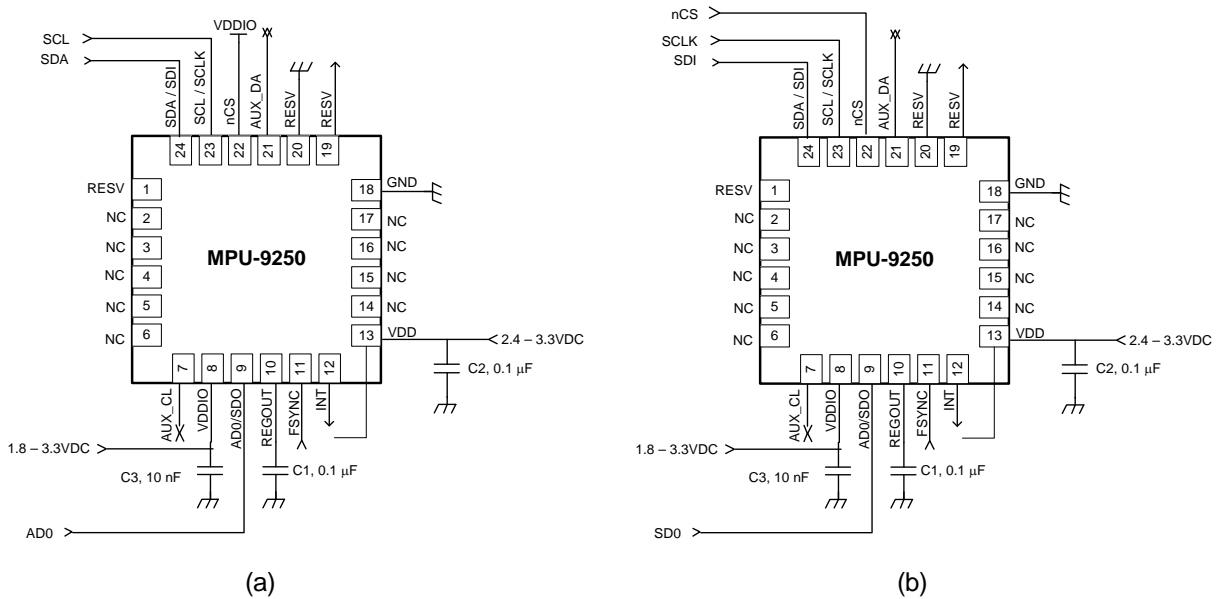 VDDIO
SCL
SDA
SDA / SDI
SCL / SCLK
nCS
AUX_DA
RESV
RESV
24
23
22
21
20
19
RESV 1
18 GND
NC 2
17 NC
NC 3
16 NC
MPU-9250
NC 4
15 NC
NC 5
14 NC
NC 6
13 VDD
2.4 – 3.3VDC
C2, 0.1 μF
7
8
9
10
11
12
AUX_CL
VDDIO
AD0/SDO
REGOUT
FSYNC
INT
1.8 – 3.3VDC
C3, 10 nF
C1, 0.1 μF
AD0
(a)
nCS
SCLK
SDI
SDA / SDI
SCL / SCLK
nCS
AUX_DA
RESV
RESV
24
23
22
21
20
19
RESV 1
18 GND
NC 2
17 NC
NC 3
16 NC
MPU-9250
NC 4
15 NC
NC 5
14 NC
NC 6
13 VDD
2.4 – 3.3VDC
C2, 0.1 μF
7
8
9
10
11
12
AUX_CL
VDDIO
AD0/SDO
REGOUT
FSYNC
INT
1.8 – 3.3VDC
C3, 10 nF
C1, 0.1 μF
SD0
(b)